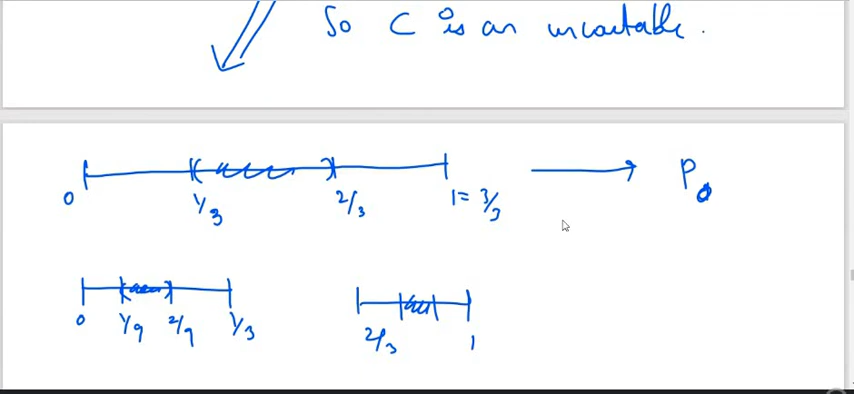 So C is an uncountable.
0 1/3 2/3 1 = 3/3 P0
0 1/9 2/9 1/3 2/3 1